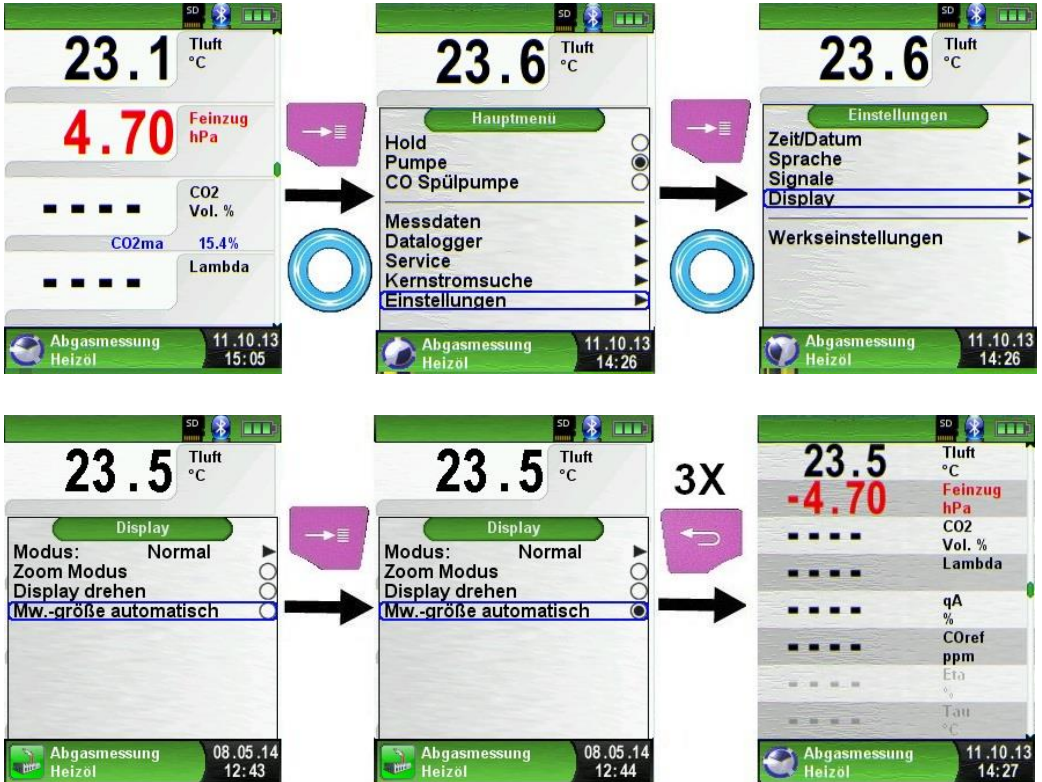 SD
23.1 Tluft
°C
4.70 Feinzug
hPa
---- CO2
Vol. %
CO2ma 15.4%
---- Lambda
Abgasmessung 11.10.13
Heizöl 15:05
SD
23.6 Tluft
°C
Hauptmenü
Hold
Pumpe
CO Spülpumpe
Messdaten
Datalogger
Service
Kernstromsuche
Einstellungen
Abgasmessung 11.10.13
Heizöl 14:26
SD
23.6 Tluft
°C
Einstellungen
Zeit/Datum
Sprache
Signale
Display
Werkseinstellungen
Abgasmessung 11.10.13
Heizöl 14:26
SD
23.5 Tluft
°C
Display
Modus: Normal
Zoom Modus
Display drehen
Mw.-größe automatisch
Abgasmessung 08.05.14
Heizöl 12:43
SD
23.5 Tluft
°C
Display
Modus: Normal
Zoom Modus
Display drehen
Mw.-größe automatisch
Abgasmessung 08.05.14
Heizöl 12:44
3X
SD
23.5 Tluft
°C
-4.70 Feinzug
hPa
---- CO2
Vol. %
---- Lambda
---- qA
%
---- COref
ppm
---- Eta
%
---- Tau
°C
Abgasmessung 11.10.13
Heizöl 14:27